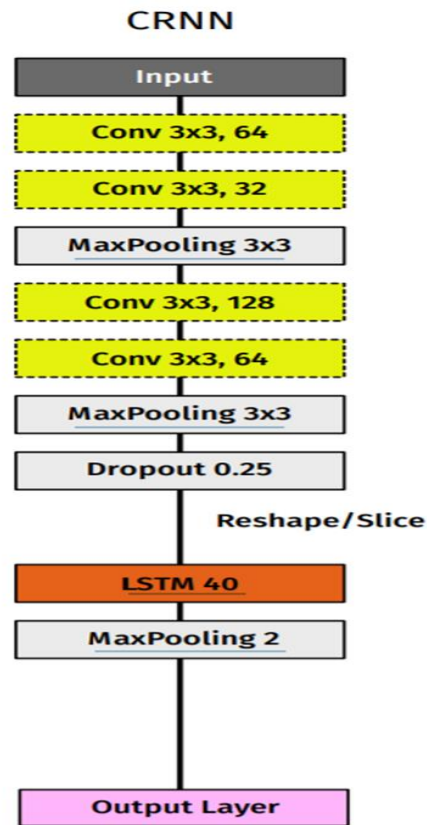 CRNN
Input
Conv 3x3, 64
Conv 3x3, 32
MaxPooling 3x3
Conv 3x3, 128
Conv 3x3, 64
MaxPooling 3x3
Dropout 0.25
Reshape/Slice
LSTM 40
MaxPooling 2
Output Layer